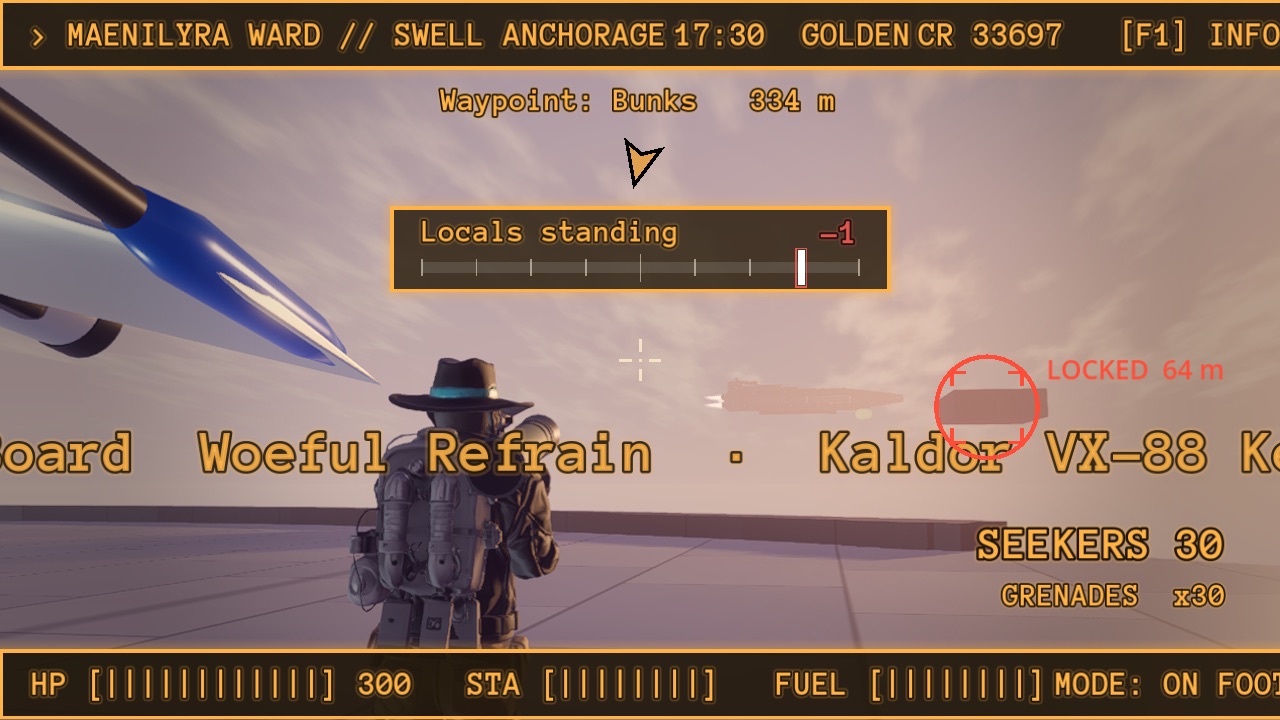 > MAENILYRA WARD // SWELL ANCHORAGE 17:30 GOLDEN CR 33697 [F1] INFO
Waypoint: Bunks 334 m
Locals standing -1
LOCKED 64 m
Board Woeful Refrain · Kaldor VX-88 Ke
SEEKERS 30
GRENADES x30
HP [||||||||||||] 300 STA [||||||||] FUEL [||||||||] MODE: ON FOOT